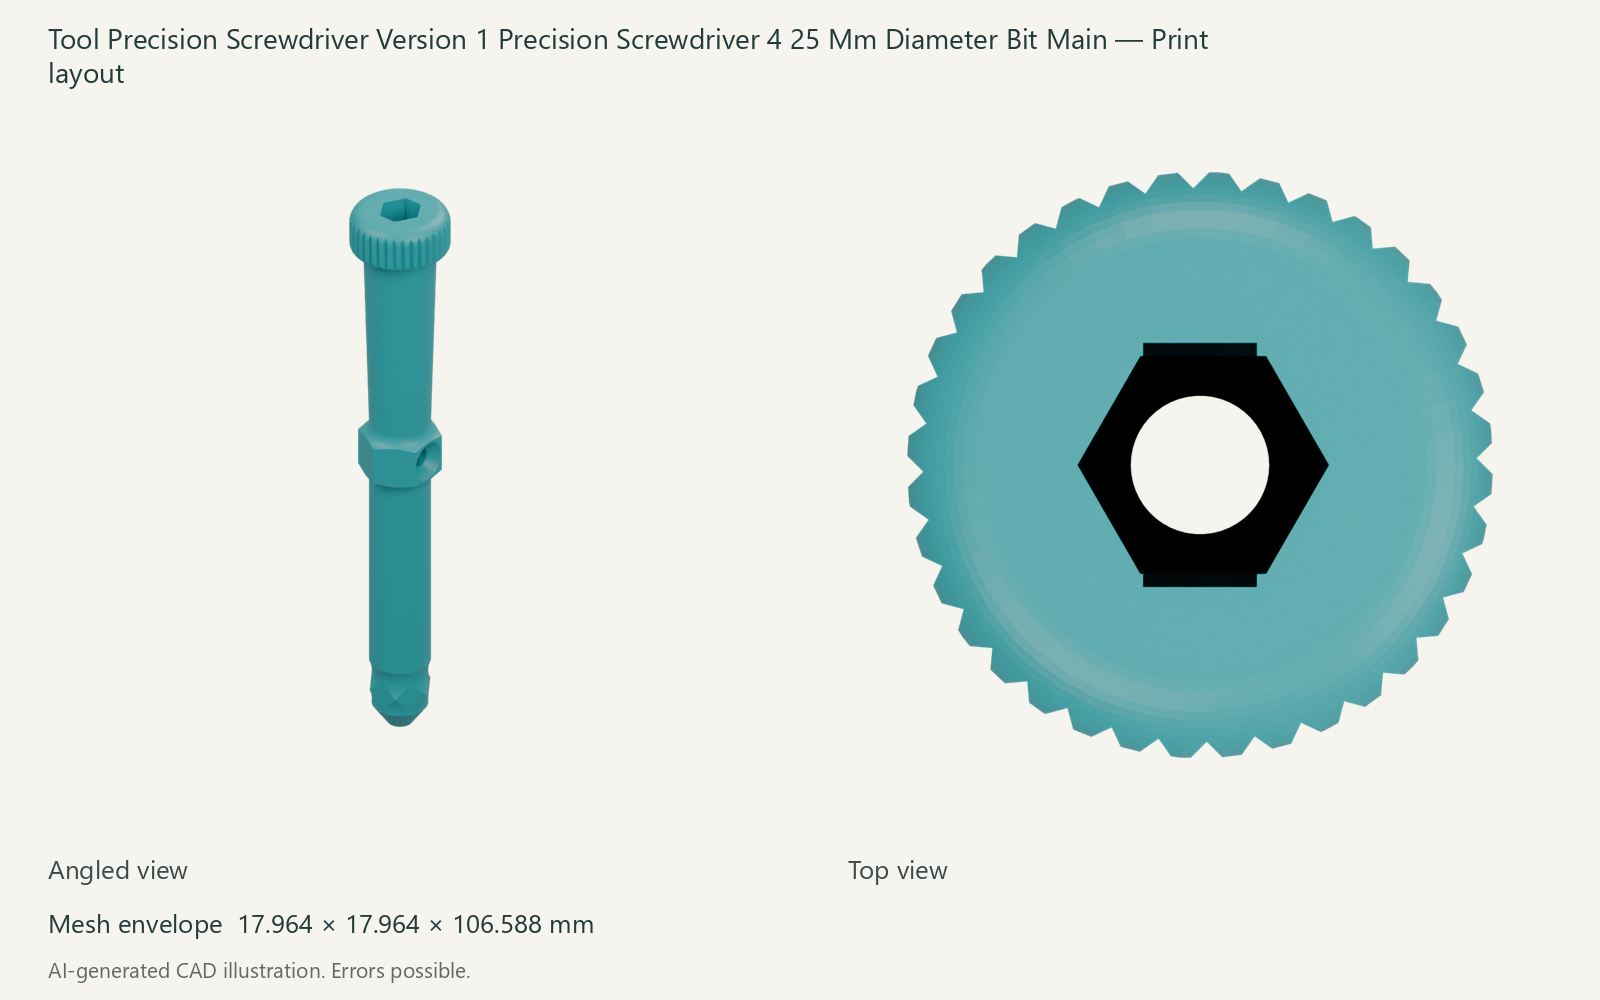 Tool Precision Screwdriver Version 1 Precision Screwdriver 4 25 Mm Diameter Bit Main — Print
layout
Angled view
Top view
Mesh envelope 17.964 × 17.964 × 106.588 mm
AI-generated CAD illustration. Errors possible.